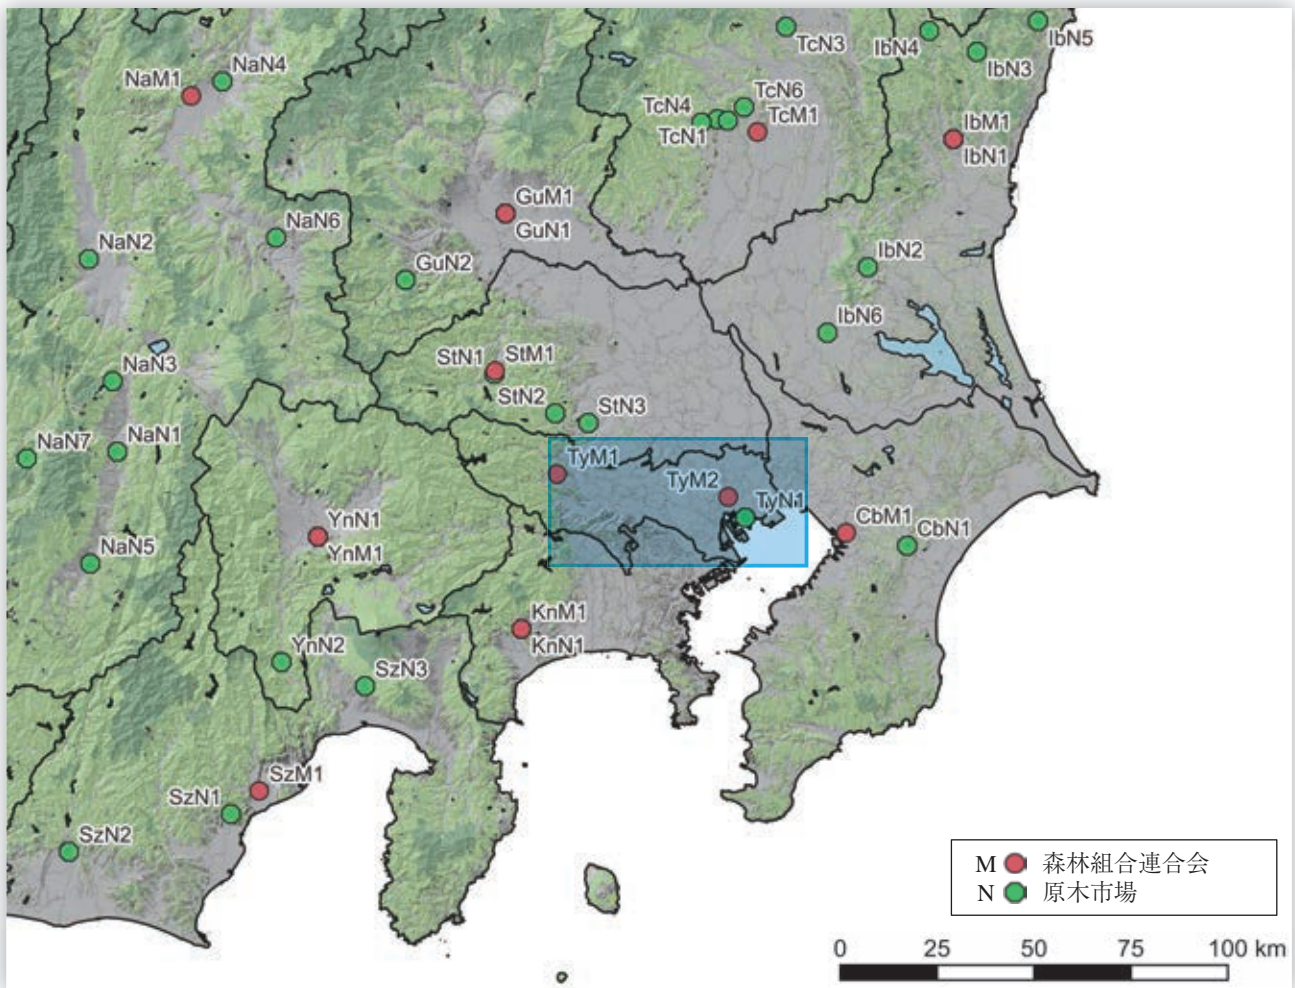 TcN3
IbN4
IbN5
IbN3
NaM1
NaN4
TcN4
TcN6
TcN1
TcM1
IbM1
IbN1
GuM1
GuN1
NaN6
NaN2
GuN2
IbN2
IbN6
StN1
StM1
NaN3
StN2
StN3
NaN7
NaN1
TyM1
TyM2
TyN1
YnN1
YnM1
CbM1
CbN1
NaN5
KnM1
KnN1
YnN2
SzN3
SzM1
SzN1
SzN2
M 森林組合連合会
N 原木市場
0 25 50 75 100 km